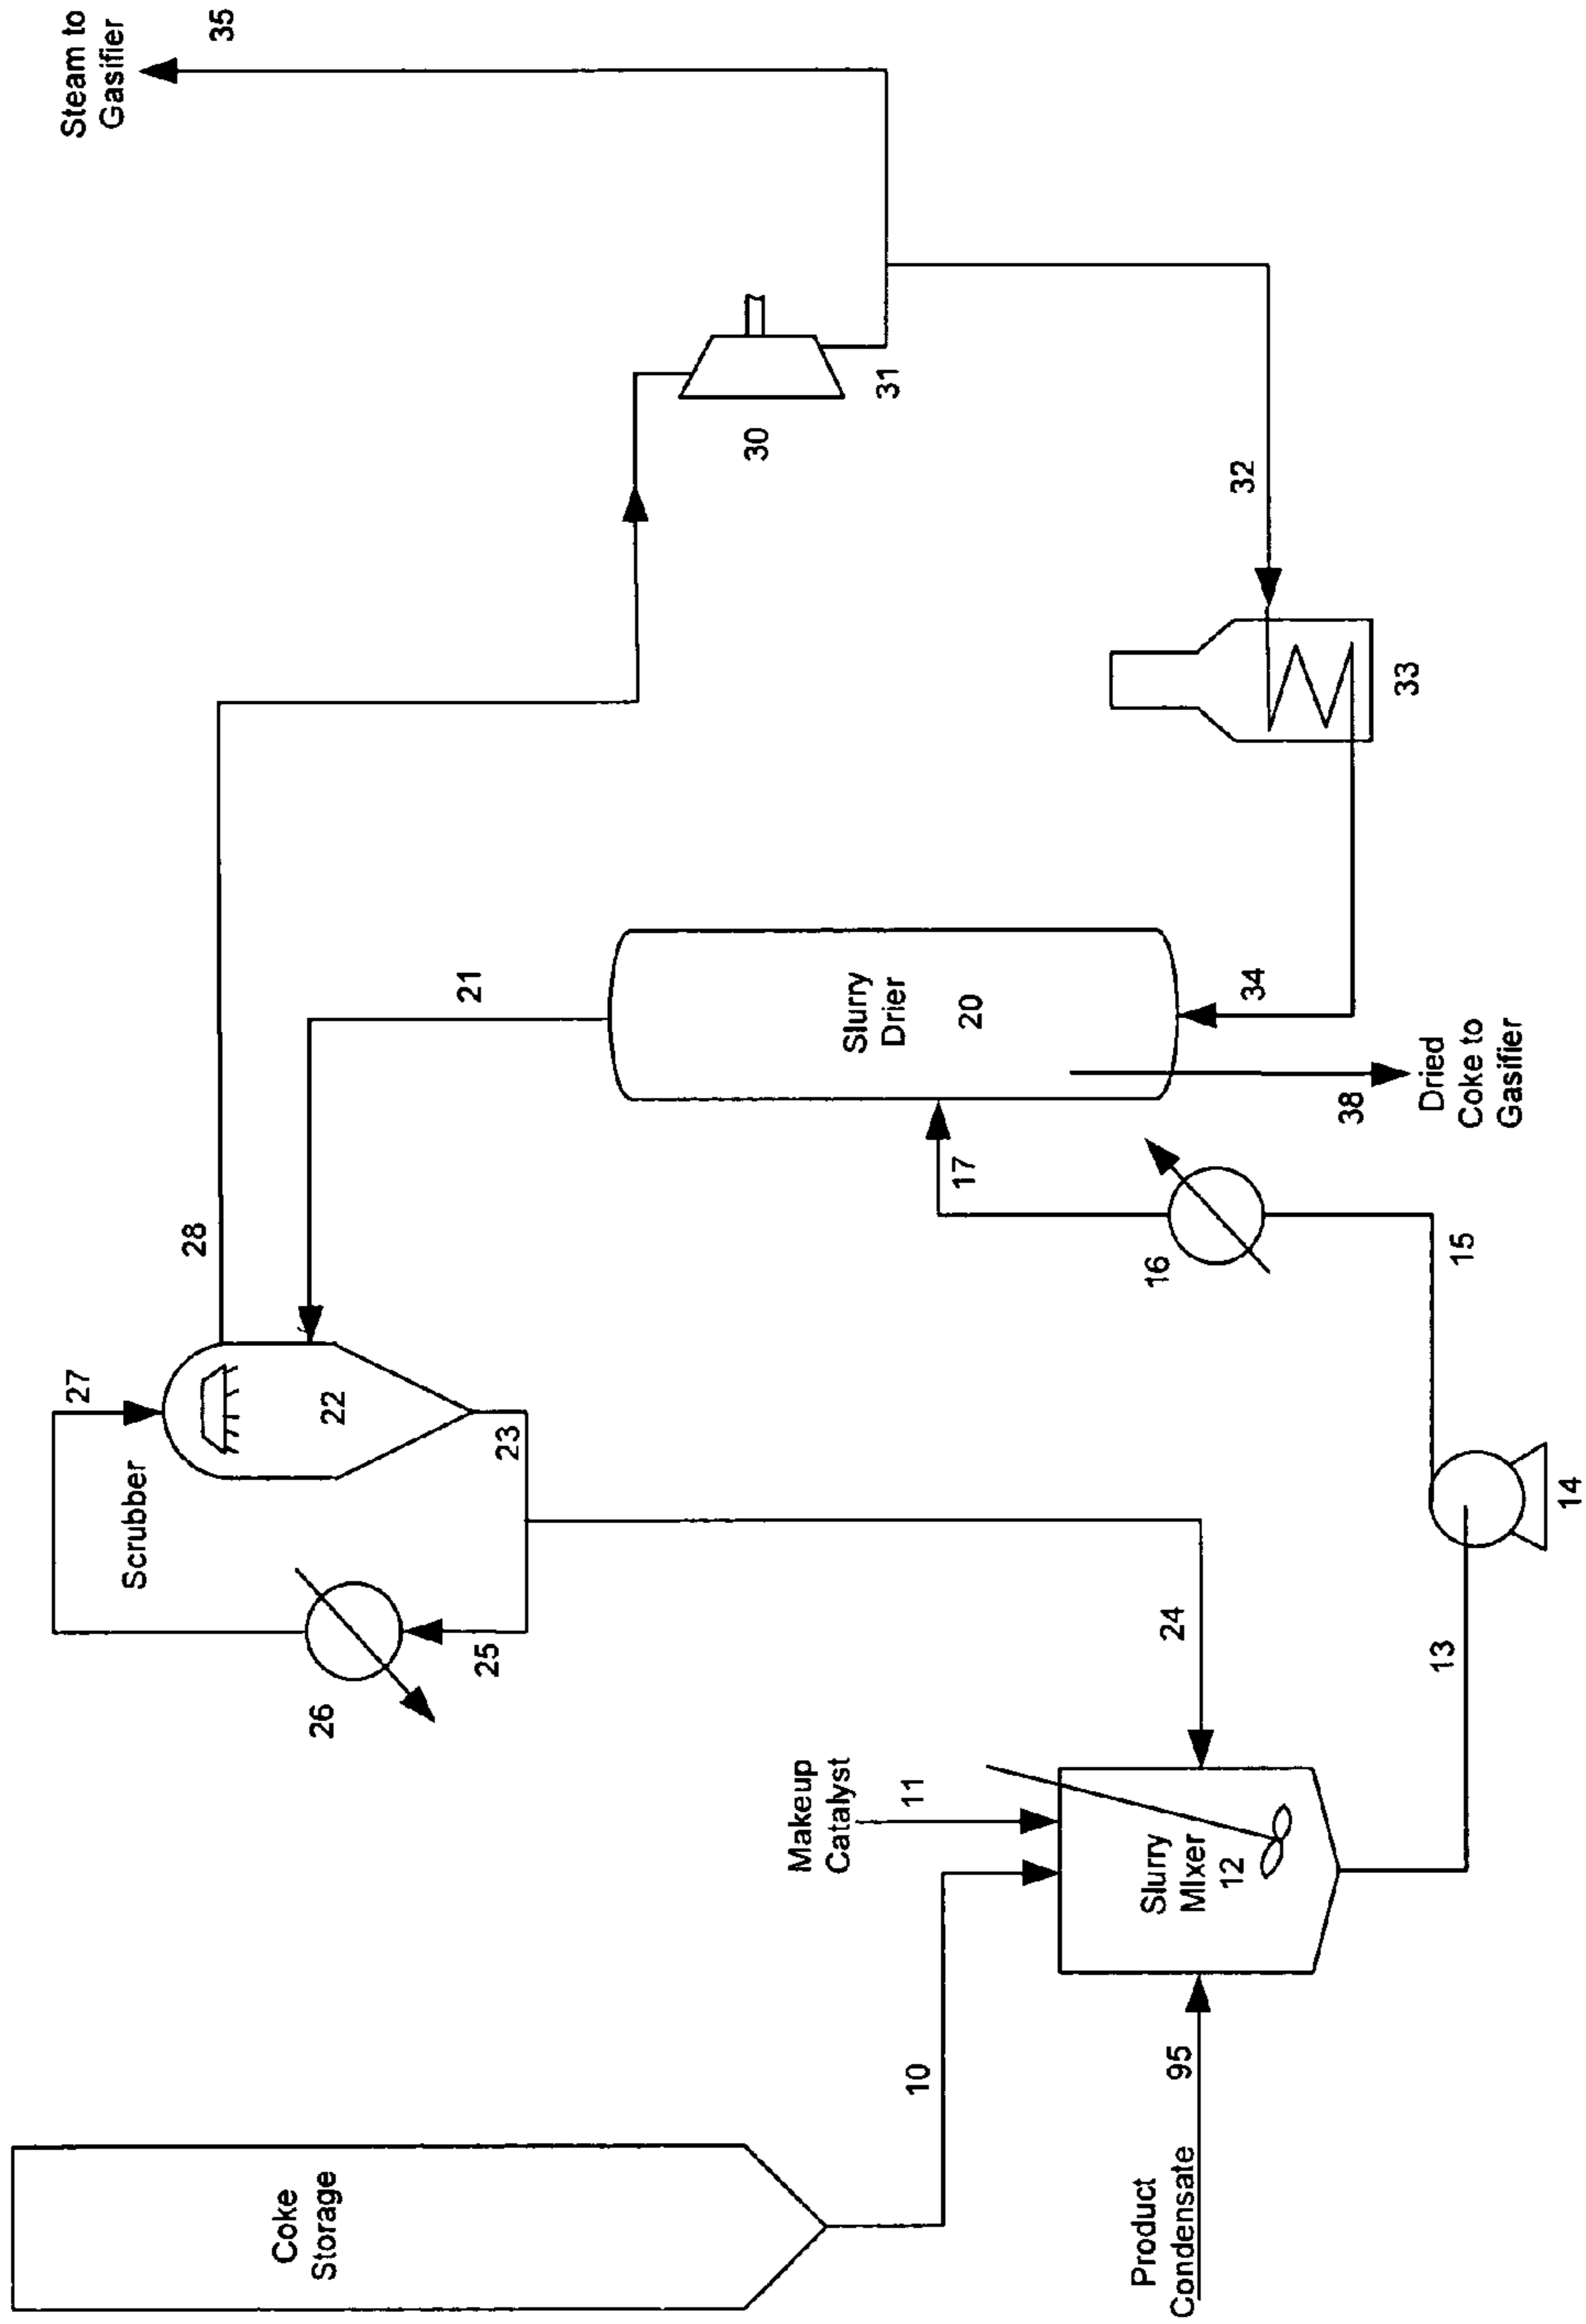 27
Steam to
Gasifier
35
Scrubber
28
Coke
Storage
26
22
21
25
23
30
Makeup
Catalyst
11
Slurry
Drier
20
31
10
17
Product
Condensate 95
Slurry
MIxer
12
16
24
32
34
38
Dried
Coke to
Gasifier
33
13
15
14